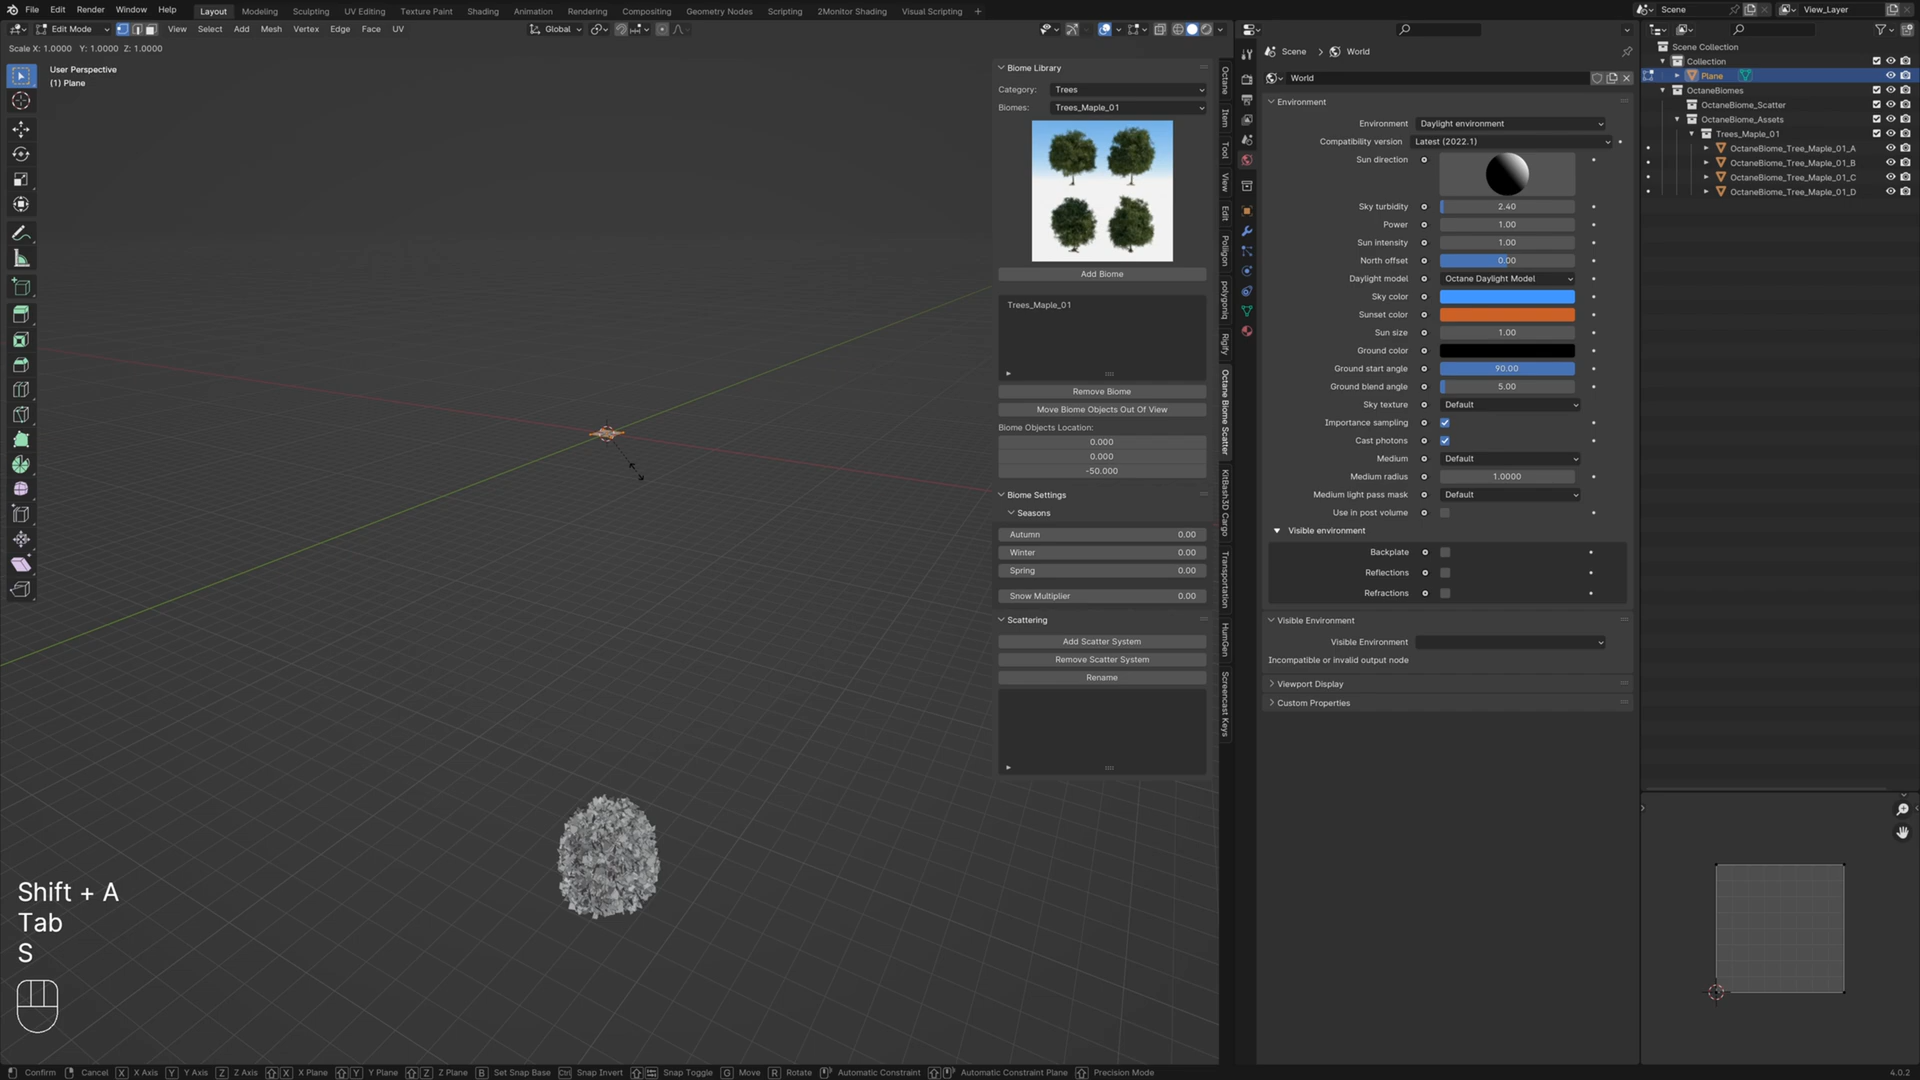 File Edit Render Window Help Layout Modeling Sculpting UV Editing Texture Paint Shading Animation Rendering Compositing Geometry Nodes Scripting 2Monitor Shading Visual Scripting + Scene View_Layer
Edit Mode View Select Add Mesh Vertex Edge Face UV Global
Scale X: 1.0000 Y: 1.0000 Z: 1.0000
User Perspective
(1) Plane
Biome Library
Category: Trees
Biomes: Trees_Maple_01
Add Biome
Trees_Maple_01
Remove Biome
Move Biome Objects Out Of View
Biome Objects Location:
0.000
0.000
-50.000
Biome Settings
Seasons
Autumn 0.00
Winter 0.00
Spring 0.00
Snow Multiplier 0.00
Scattering
Add Scatter System
Remove Scatter System
Rename
Octane
Item
Tool
View
Edit
Poliigon
polygoniq
Rigify
Octane Biome Scatter
KitBash3D Cargo
Transportation
HumGen
Screencast Keys
Scene World
World
Environment
Environment Daylight environment
Compatibility version Latest (2022.1)
Sun direction
Sky turbidity 2.40
Power 1.00
Sun intensity 1.00
North offset 0.00
Daylight model Octane Daylight Model
Sky color
Sunset color
Sun size 1.00
Ground color
Ground start angle 90.00
Ground blend angle 5.00
Sky texture Default
Importance sampling
Cast photons
Medium Default
Medium radius 1.0000
Medium light pass mask Default
Use in post volume
Visible environment
Backplate
Reflections
Refractions
Visible Environment
Visible Environment
Incompatible or invalid output node
Viewport Display
Custom Properties
Scene Collection
Collection
Plane
OctaneBiomes
OctaneBiome_Scatter
OctaneBiome_Assets
Trees_Maple_01
OctaneBiome_Tree_Maple_01_A
OctaneBiome_Tree_Maple_01_B
OctaneBiome_Tree_Maple_01_C
OctaneBiome_Tree_Maple_01_D
Shift + A
Tab
S
Confirm Cancel X X Axis Y Y Axis Z Z Axis X X Plane Y Y Plane Z Z Plane B Set Snap Base Ctrl Snap Invert Snap Toggle G Move R Rotate Automatic Constraint Automatic Constraint Plane Precision Mode 4.0.2